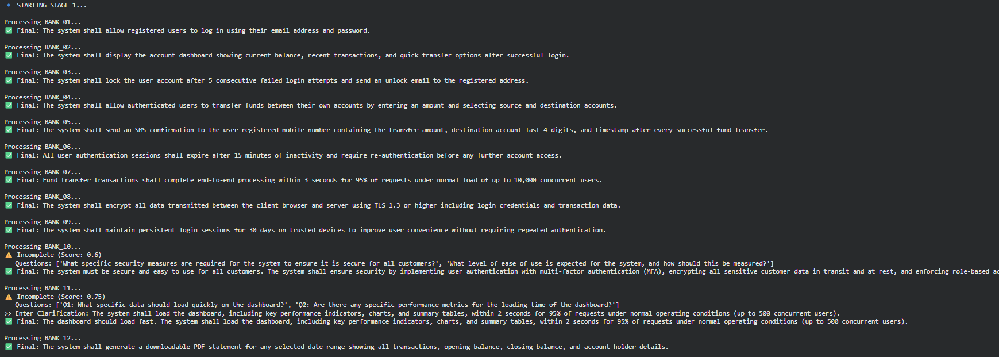 🔹 STARTING STAGE 1...
Processing BANK_01...
✅ Final: The system shall allow registered users to log in using their email address and password.
Processing BANK_02...
✅ Final: The system shall display the account dashboard showing current balance, recent transactions, and quick transfer options after successful login.
Processing BANK_03...
✅ Final: The system shall lock the user account after 5 consecutive failed login attempts and send an unlock email to the registered address.
Processing BANK_04...
✅ Final: The system shall allow authenticated users to transfer funds between their own accounts by entering an amount and selecting source and destination accounts.
Processing BANK_05...
✅ Final: The system shall send an SMS confirmation to the user registered mobile number containing the transfer amount, destination account last 4 digits, and timestamp after every successful fund transfer.
Processing BANK_06...
✅ Final: All user authentication sessions shall expire after 15 minutes of inactivity and require re-authentication before any further account access.
Processing BANK_07...
✅ Final: Fund transfer transactions shall complete end-to-end processing within 3 seconds for 95% of requests under normal load of up to 10,000 concurrent users.
Processing BANK_08...
✅ Final: The system shall encrypt all data transmitted between the client browser and server using TLS 1.3 or higher including login credentials and transaction data.
Processing BANK_09...
✅ Final: The system shall maintain persistent login sessions for 30 days on trusted devices to improve user convenience without requiring repeated authentication.
Processing BANK_10...
⚠️ Incomplete (Score: 0.6)
Questions: ['What specific security measures are required for the system to ensure it is secure for all customers?', 'What level of ease of use is expected for the system, and how should this be measured?']
✅ Final: The system must be secure and easy to use for all customers. The system shall ensure security by implementing user authentication with multi-factor authentication (MFA), encrypting all sensitive customer data in transit and at rest, and enforcing role-based
Processing BANK_11...
⚠️ Incomplete (Score: 0.75)
Questions: ['Q1: What specific data should load quickly on the dashboard?', 'Q2: Are there any specific performance metrics for the loading time of the dashboard?']
>> Enter Clarification: The system shall load the dashboard, including key performance indicators, charts, and summary tables, within 2 seconds for 95% of requests under normal operating conditions (up to 500 concurrent users).
✅ Final: The dashboard should load fast. The system shall load the dashboard, including key performance indicators, charts, and summary tables, within 2 seconds for 95% of requests under normal operating conditions (up to 500 concurrent users).
Processing BANK_12...
✅ Final: The system shall generate a downloadable PDF statement for any selected date range showing all transactions, opening balance, closing balance, and account holder details.